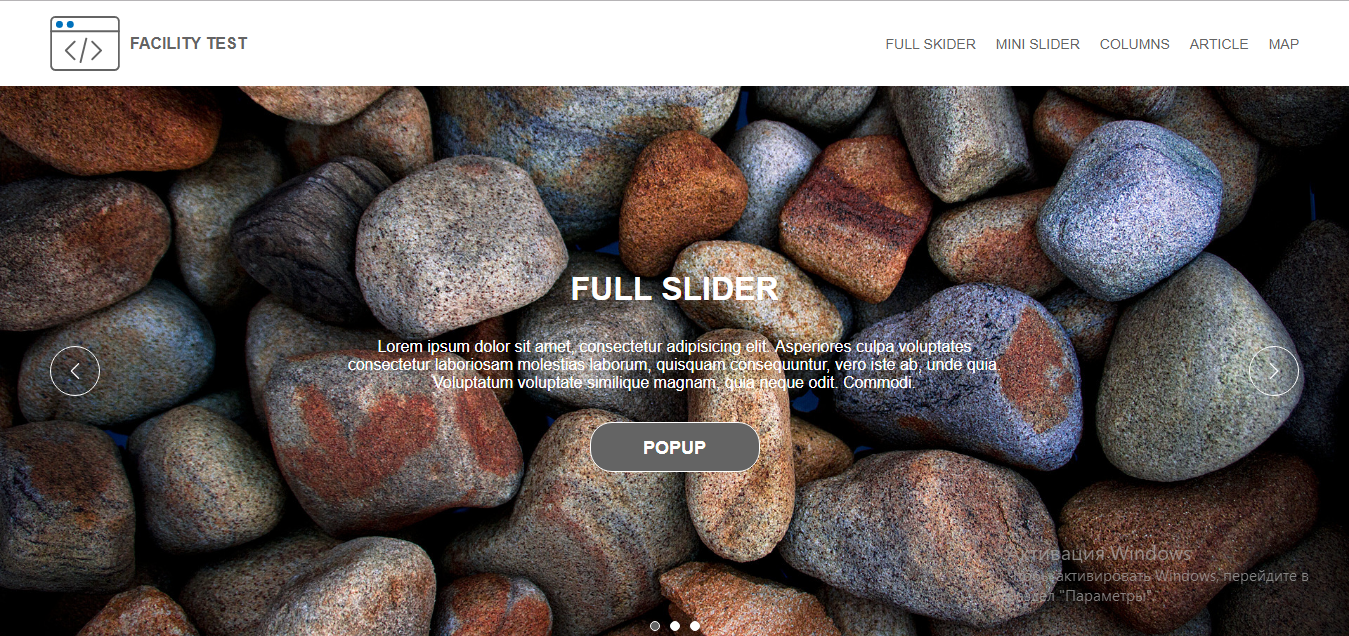 FACILITY TEST
FULL SKIDER MINI SLIDER COLUMNS ARTICLE MAP
FULL SLIDER
Lorem ipsum dolor sit amet, consectetur adipisicing elit. Asperiores culpa voluptates
consectetur laboriosam molestias laborum, quisquam consequuntur, vero iste ab, unde quia.
Voluptatum voluptate similique magnam, quia neque odit. Commodi.
POPUP
Активация Windows
Чтобы активировать Windows, перейдите в
раздел "Параметры".